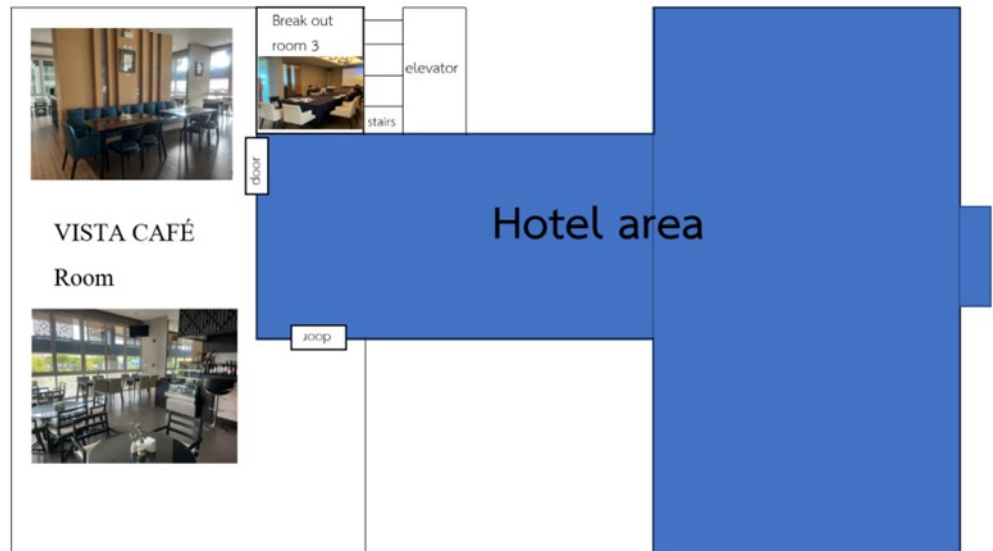 Break out
room 3
elevator
stairs
door
Hotel area
VISTA CAFÉ
Room
door